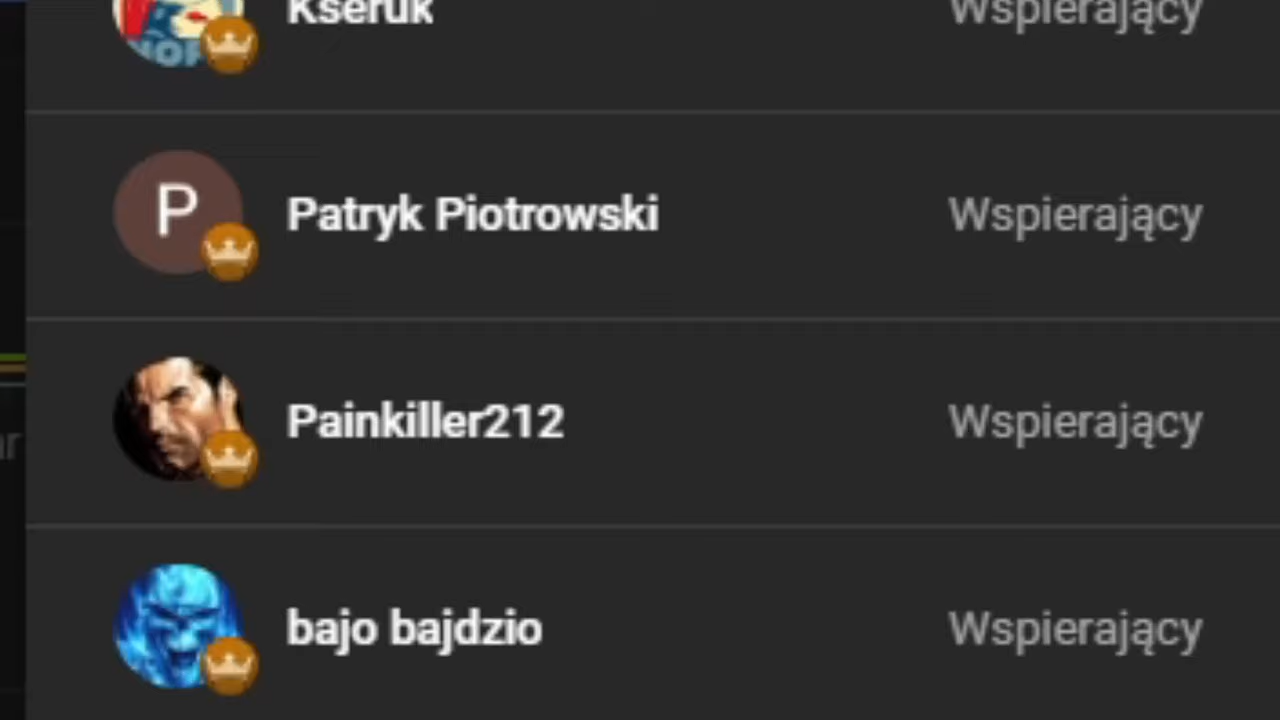 Kseruk Wspierający
P Patryk Piotrowski Wspierający
Painkiller212 Wspierający
bajo bajdzio Wspierający